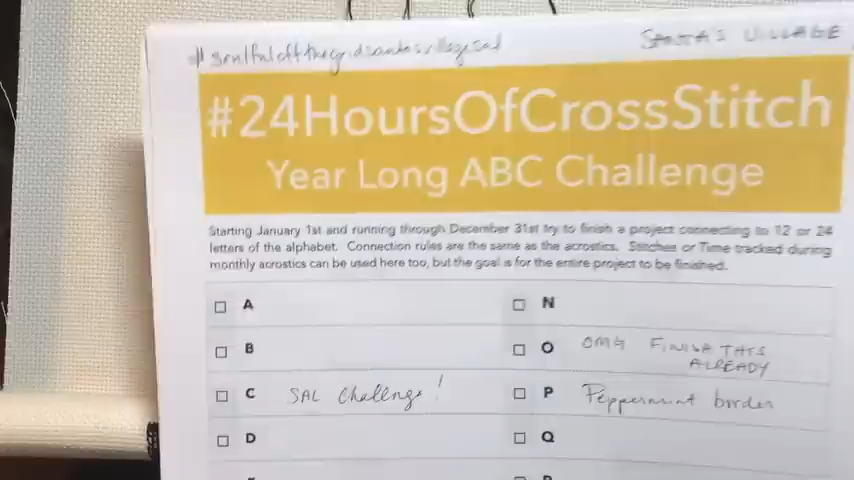 #soulfuloffthegridsantasvillagesal
SANTA'S VILLAGE
#24HoursOfCrossStitch
Year Long ABC Challenge
Starting January 1st and running through December 31st try to finish a project connecting to 12 or 24
letters of the alphabet. Connection rules are the same as the acrostics. Stitches or Time tracked during
monthly acrostics can be used here too, but the goal is for the entire project to be finished.
A
N
B
O OMG FINISH THIS
ALREADY
C SAL Challenge!
P Peppermint border
D
Q